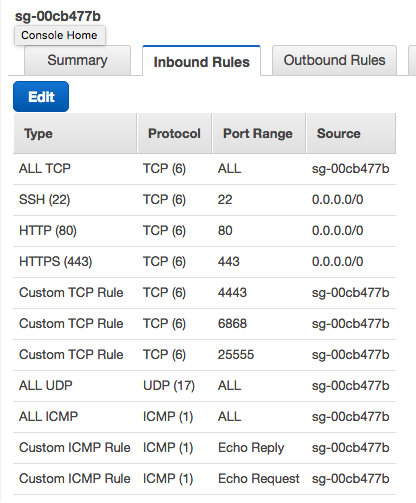 sg-00cb477b
Console Home
Summary Inbound Rules Outbound Rules
Edit
Type Protocol Port Range Source
ALL TCP TCP (6) ALL sg-00cb477b
SSH (22) TCP (6) 22 0.0.0.0/0
HTTP (80) TCP (6) 80 0.0.0.0/0
HTTPS (443) TCP (6) 443 0.0.0.0/0
Custom TCP Rule TCP (6) 4443 sg-00cb477b
Custom TCP Rule TCP (6) 6868 sg-00cb477b
Custom TCP Rule TCP (6) 25555 sg-00cb477b
ALL UDP UDP (17) ALL sg-00cb477b
ALL ICMP ICMP (1) ALL sg-00cb477b
Custom ICMP Rule ICMP (1) Echo Reply sg-00cb477b
Custom ICMP Rule ICMP (1) Echo Request sg-00cb477b